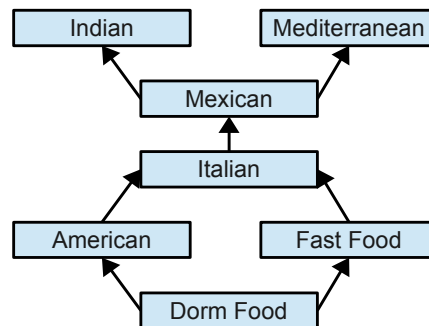 Indian
Mediterranean
Mexican
Italian
American
Fast Food
Dorm Food